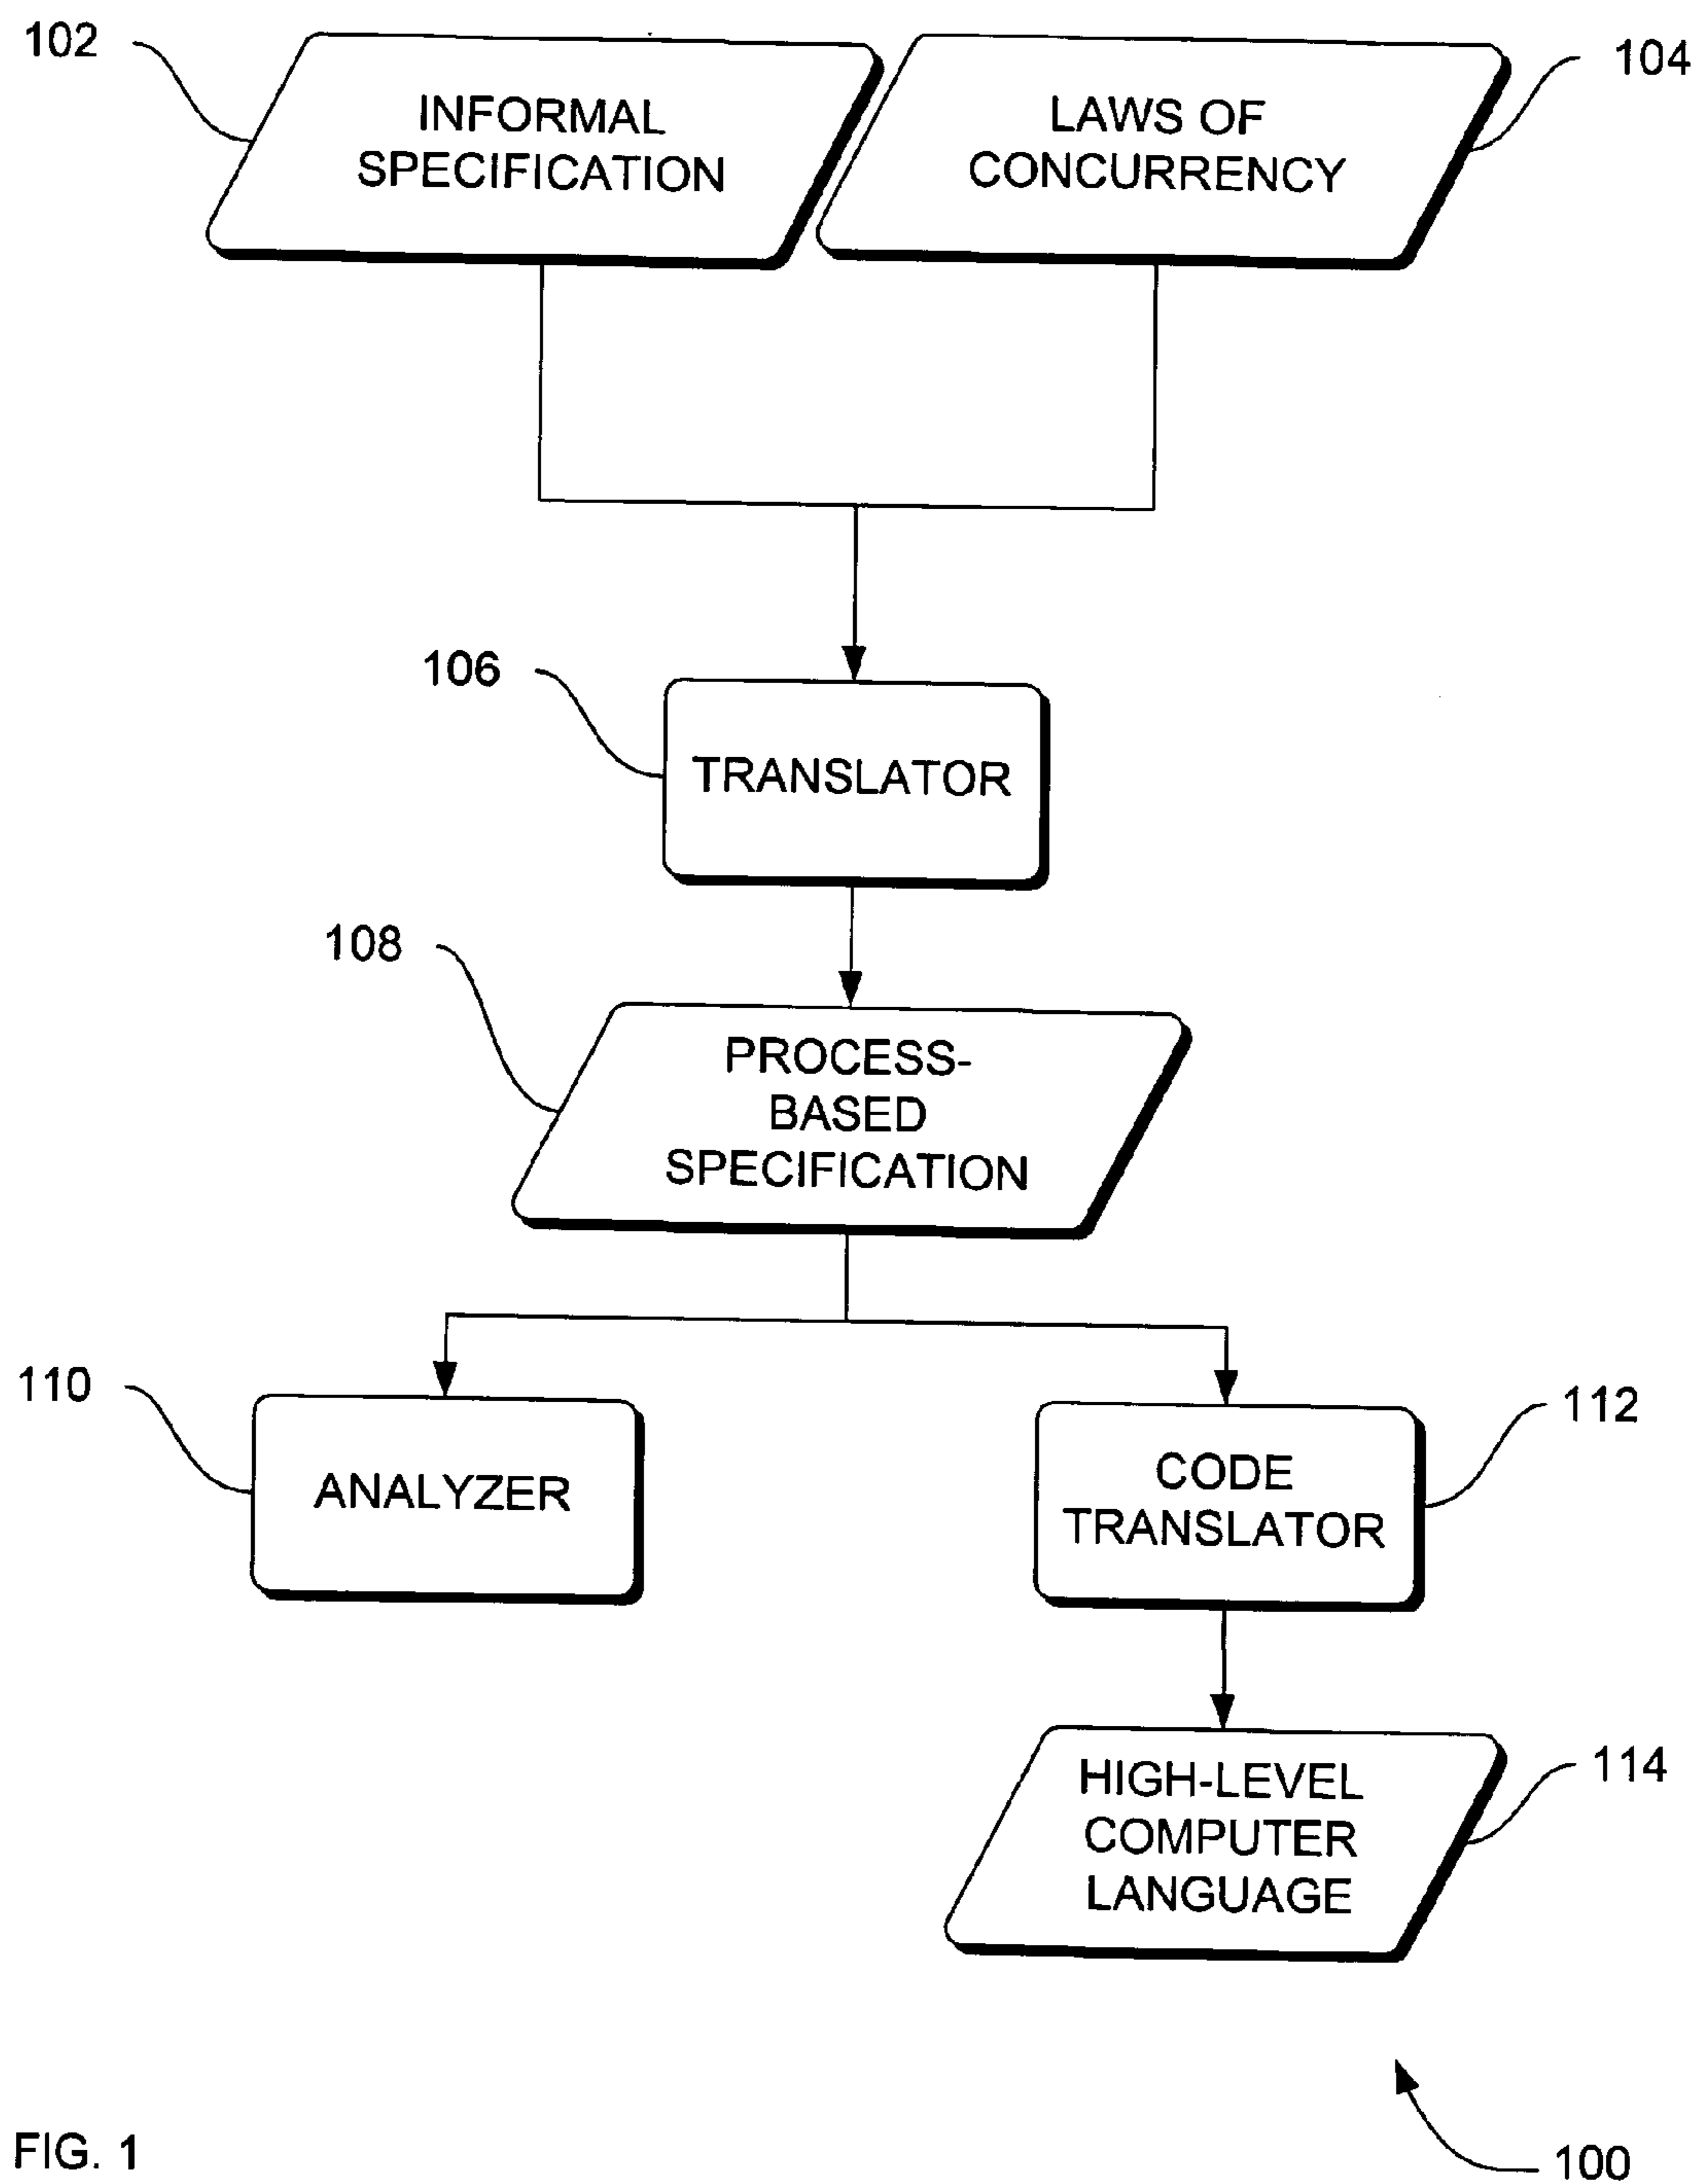 102
INFORMAL
SPECIFICATION
LAWS OF
CONCURRENCY
104
106
TRANSLATOR
108
PROCESS-
BASED
SPECIFICATION
110
ANALYZER
CODE
TRANSLATOR
112
HIGH-LEVEL
COMPUTER
LANGUAGE
114
FIG. 1
100